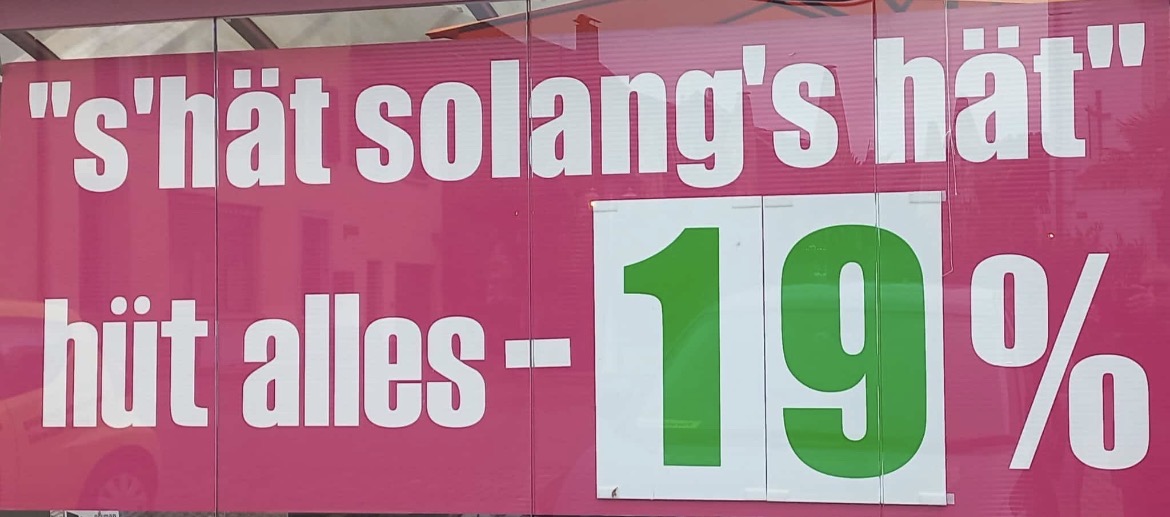 "s'hät solang's hät"
hüt alles - 19 %